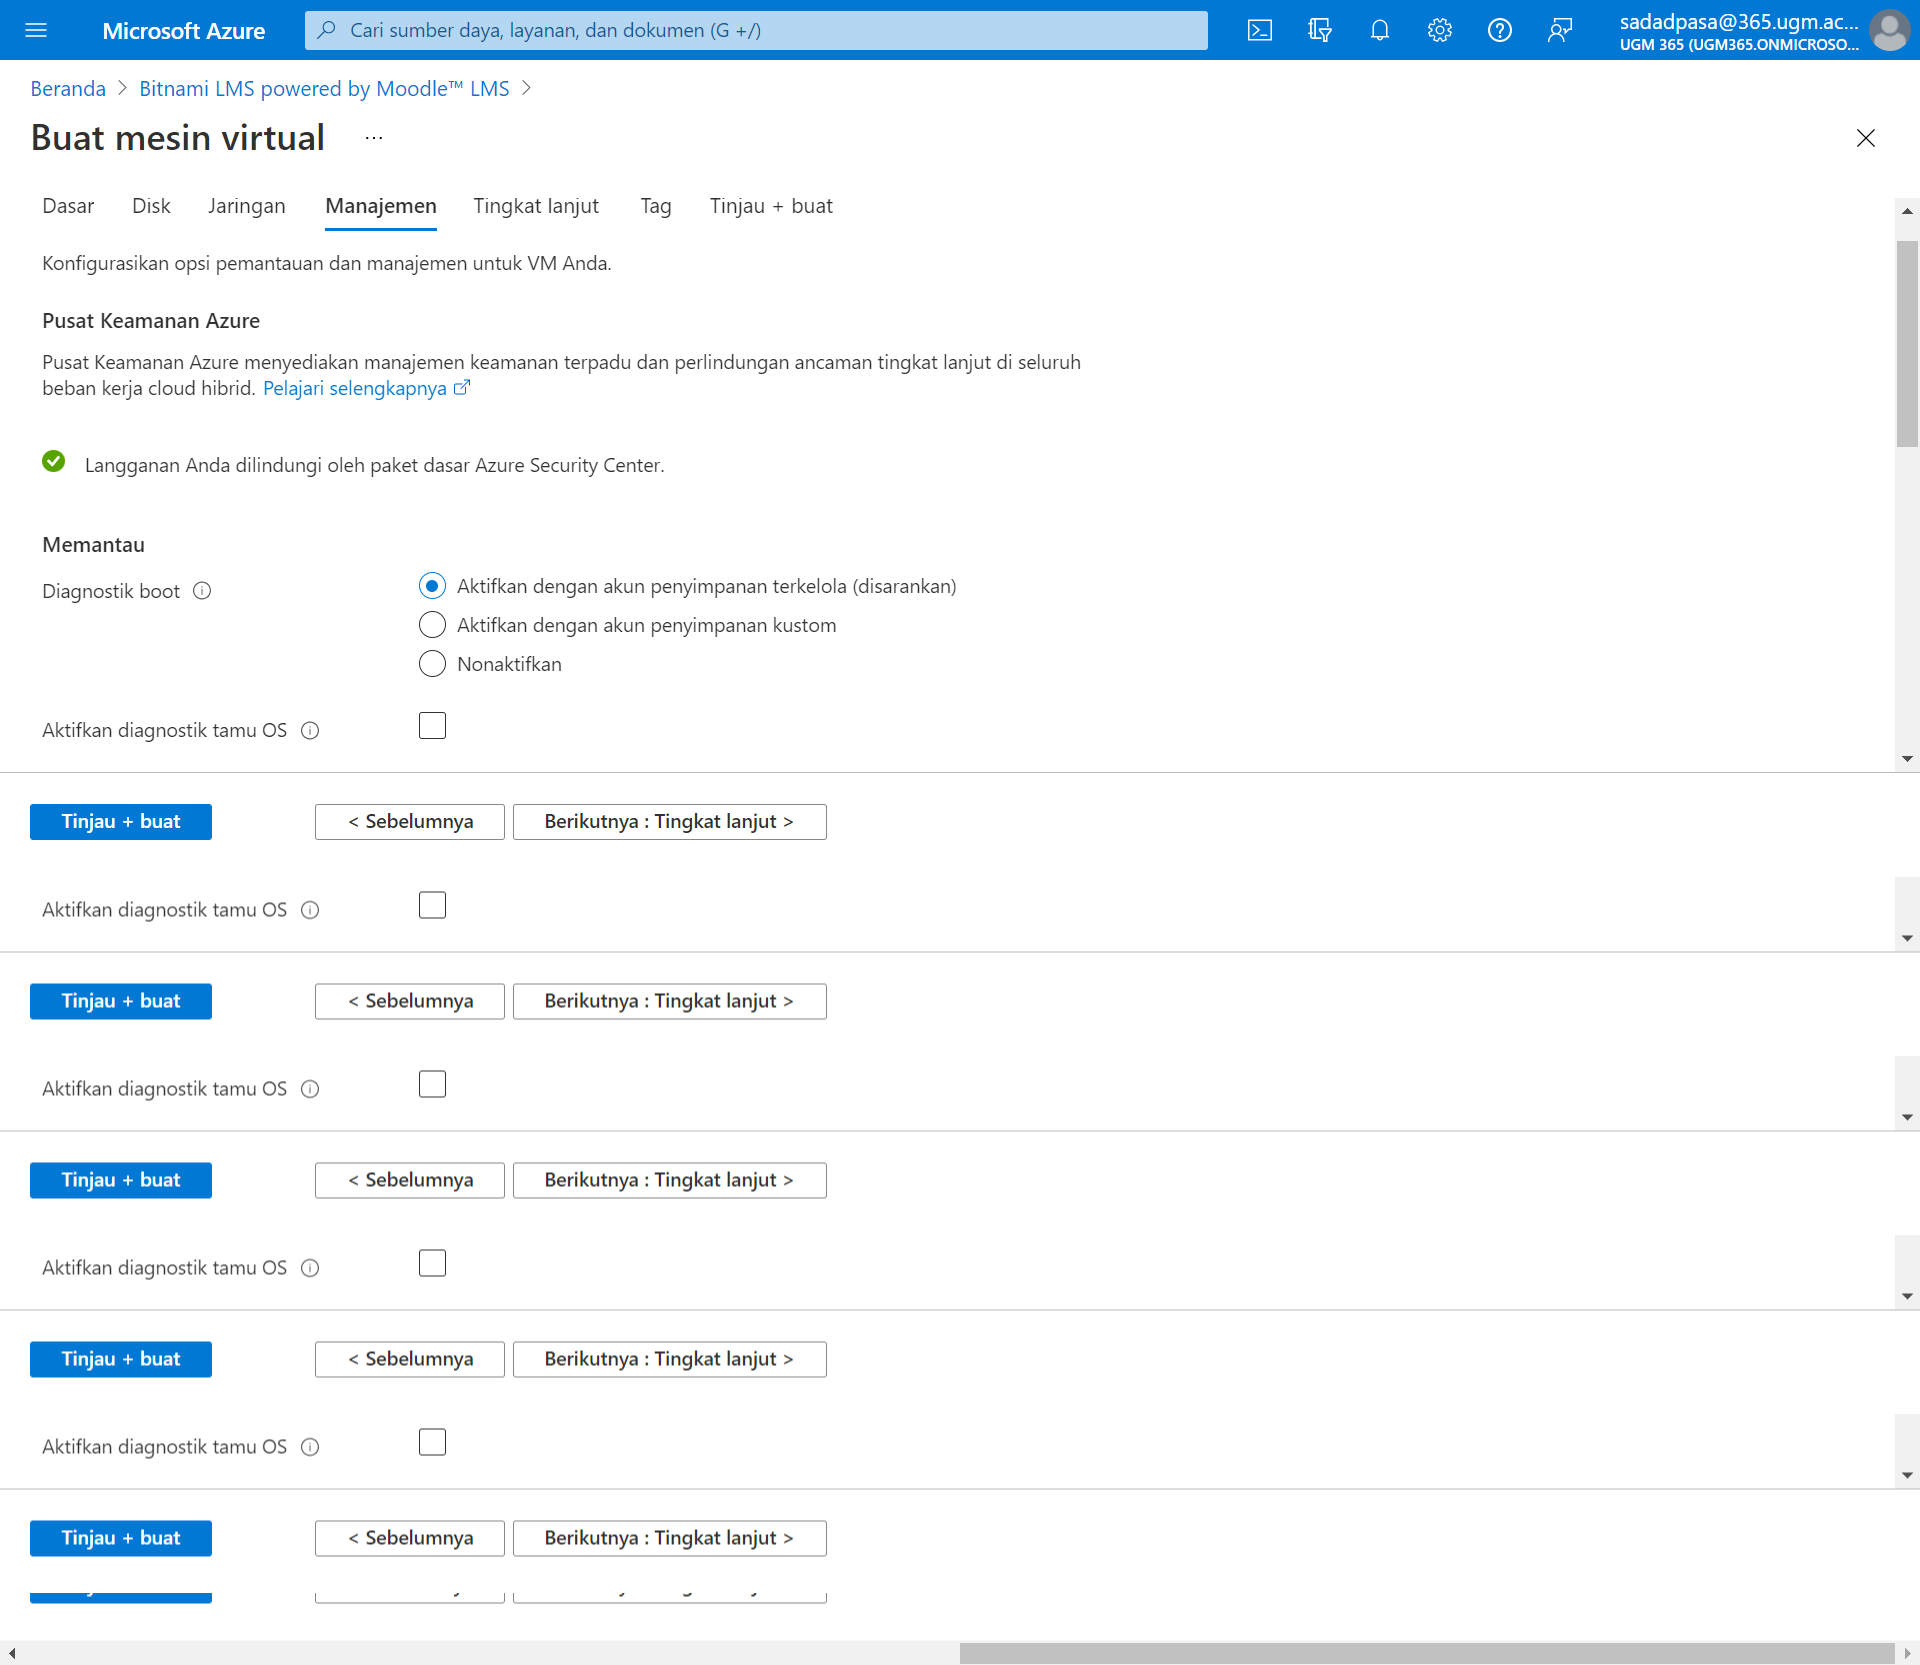 Microsoft Azure
Cari sumber daya, layanan, dan dokumen (G +/)
sadadpasa@365.ugm.ac...
UGM 365 (UGM365.ONMICROSO...
Beranda > Bitnami LMS powered by Moodle™ LMS >
Buat mesin virtual ...
Dasar Disk Jaringan Manajemen Tingkat lanjut Tag Tinjau + buat
Konfigurasikan opsi pemantauan dan manajemen untuk VM Anda.
Pusat Keamanan Azure
Pusat Keamanan Azure menyediakan manajemen keamanan terpadu dan perlindungan ancaman tingkat lanjut di seluruh
beban kerja cloud hibrid. Pelajari selengkapnya
Langganan Anda dilindungi oleh paket dasar Azure Security Center.
Memantau
Diagnostik boot
Aktifkan dengan akun penyimpanan terkelola (disarankan)
Aktifkan dengan akun penyimpanan kustom
Nonaktifkan
Aktifkan diagnostik tamu OS
Tinjau + buat < Sebelumnya Berikutnya : Tingkat lanjut >
Aktifkan diagnostik tamu OS
Tinjau + buat < Sebelumnya Berikutnya : Tingkat lanjut >
Aktifkan diagnostik tamu OS
Tinjau + buat < Sebelumnya Berikutnya : Tingkat lanjut >
Aktifkan diagnostik tamu OS
Tinjau + buat < Sebelumnya Berikutnya : Tingkat lanjut >
Aktifkan diagnostik tamu OS
Tinjau + buat < Sebelumnya Berikutnya : Tingkat lanjut >